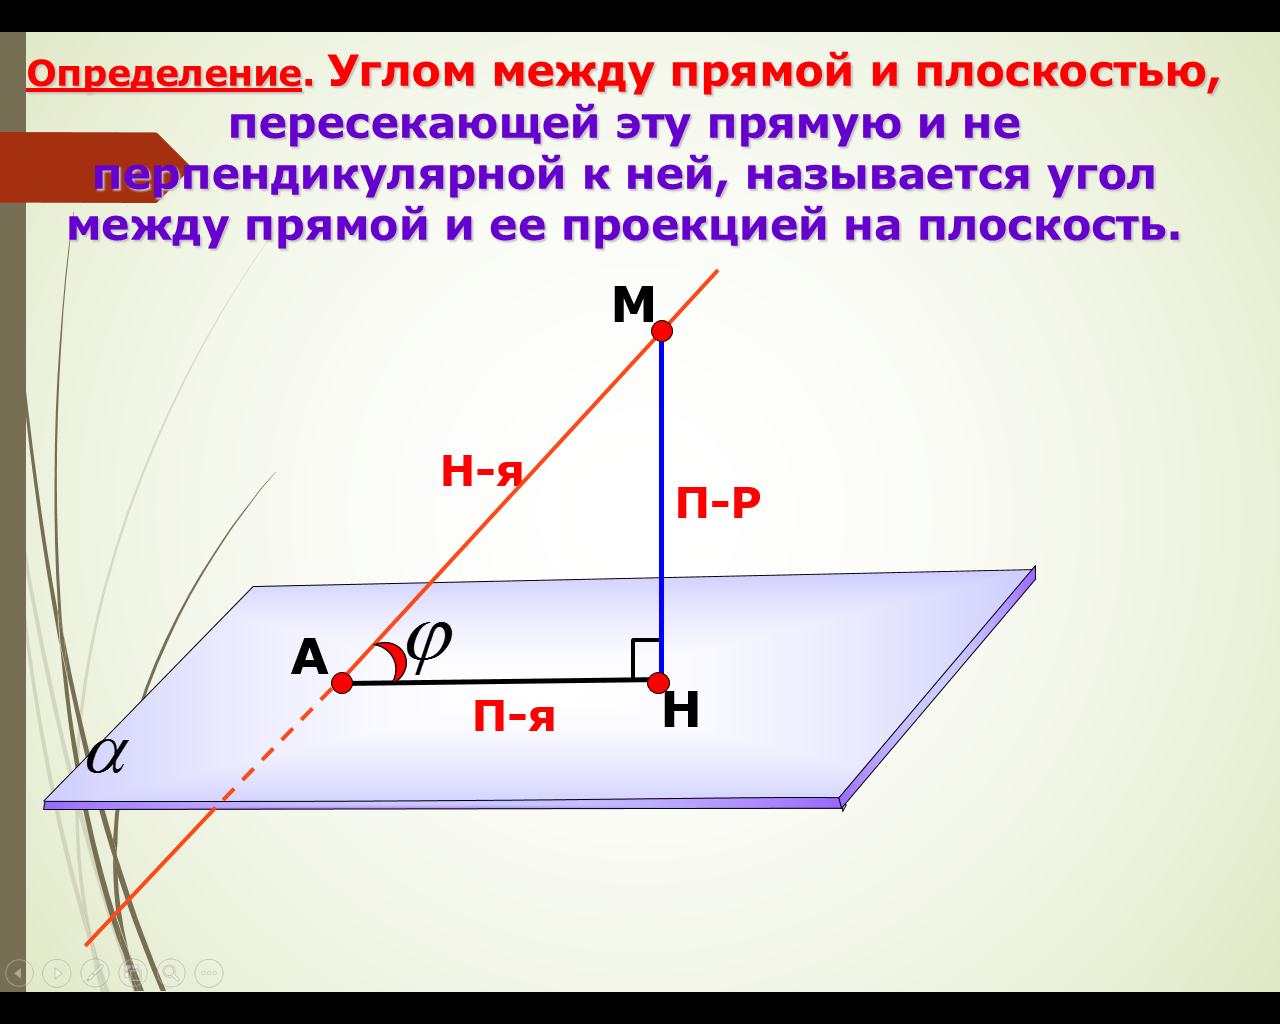 Определение. Углом между прямой и плоскостью,
пересекающей эту прямую и не
перпендикулярной к ней, называется угол
между прямой и ее проекцией на плоскость.
М
Н–я
П–Р
А
φ
П–я
Н
α